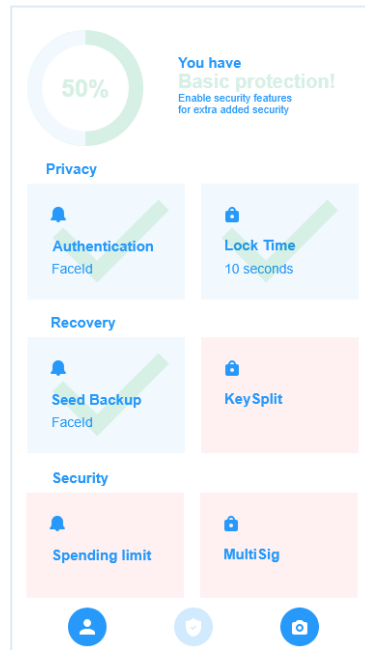 50%
You have
Basic protection!
Enable security features
for extra added security
Privacy
Authentication
FaceId
Lock Time
10 seconds
Recovery
Seed Backup
FaceId
KeySplit
Security
Spending limit
MultiSig